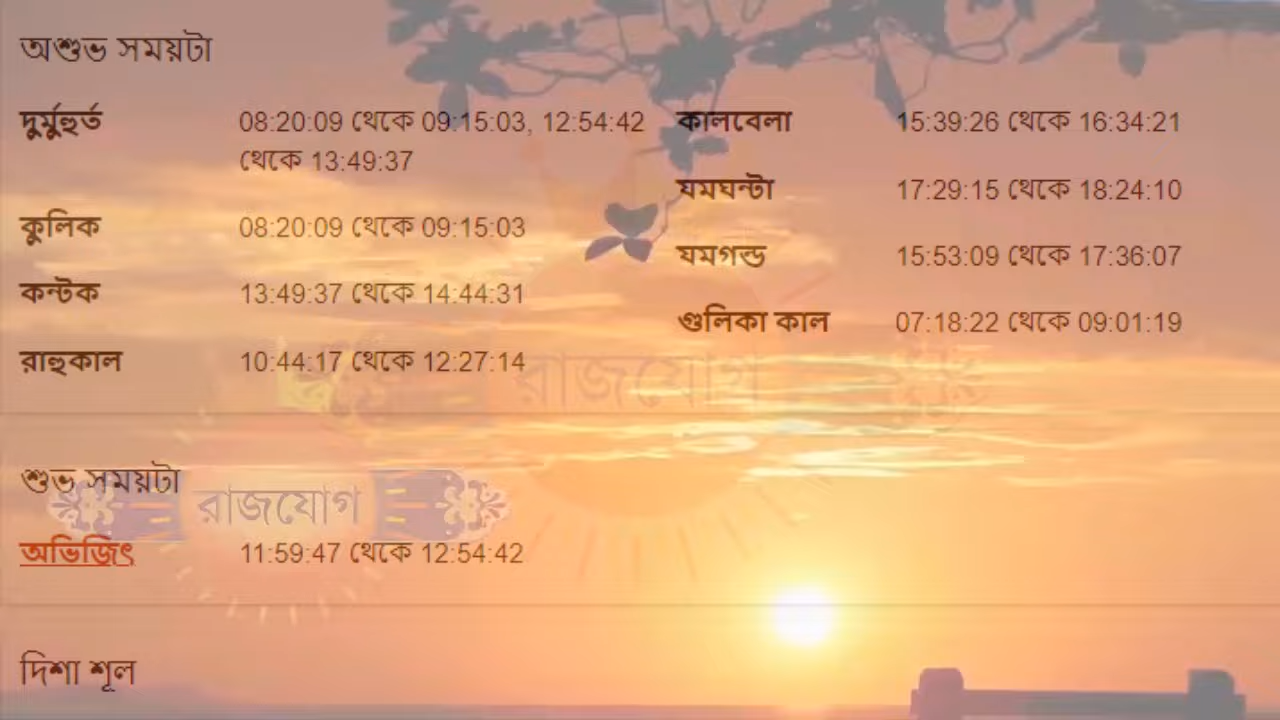 অশুভ সময়টা
দুর্মুহুর্ত 08:20:09 থেকে 09:15:03, 12:54:42 থেকে 13:49:37
কুলিক 08:20:09 থেকে 09:15:03
কন্টক 13:49:37 থেকে 14:44:31
রাহুকাল 10:44:17 থেকে 12:27:14
কালবেলা 15:39:26 থেকে 16:34:21
যমঘন্টা 17:29:15 থেকে 18:24:10
যমগন্ড 15:53:09 থেকে 17:36:07
গুলিকা কাল 07:18:22 থেকে 09:01:19
রাজযোগ
শুভ সময়টা
রাজযোগ
অভিজিৎ 11:59:47 থেকে 12:54:42
দিশা শূল